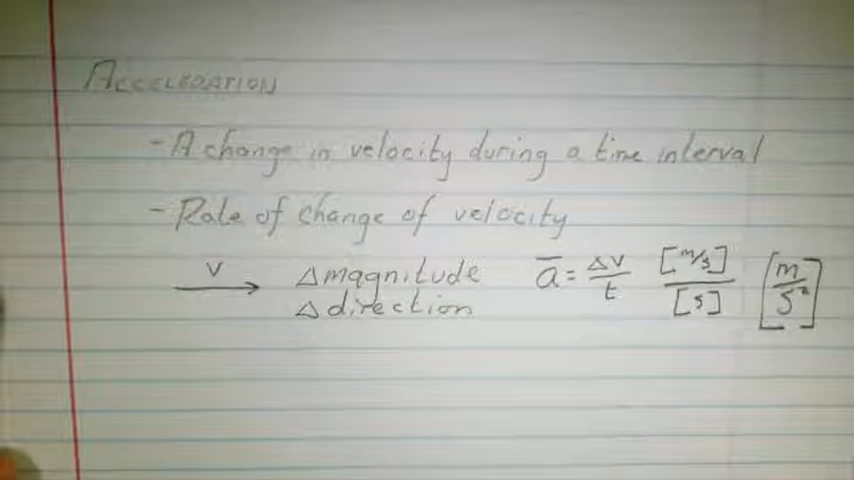 ACCELERATION
- A change in velocity during a time interval
- Rate of change of velocity
V Δmagnitude a̅ = ΔV/t [m/s]/[s] [m/s²]
Δdirection